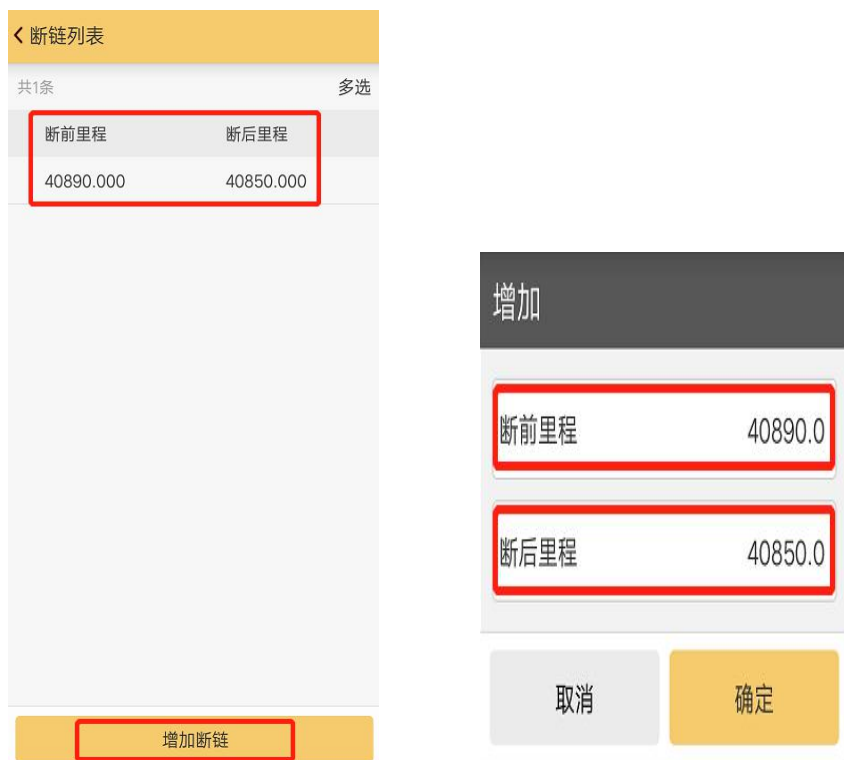 断链列表
共1条 多选
断前里程 断后里程
40890.000 40850.000
增加断链
增加
断前里程 40890.0
断后里程 40850.0
取消 确定